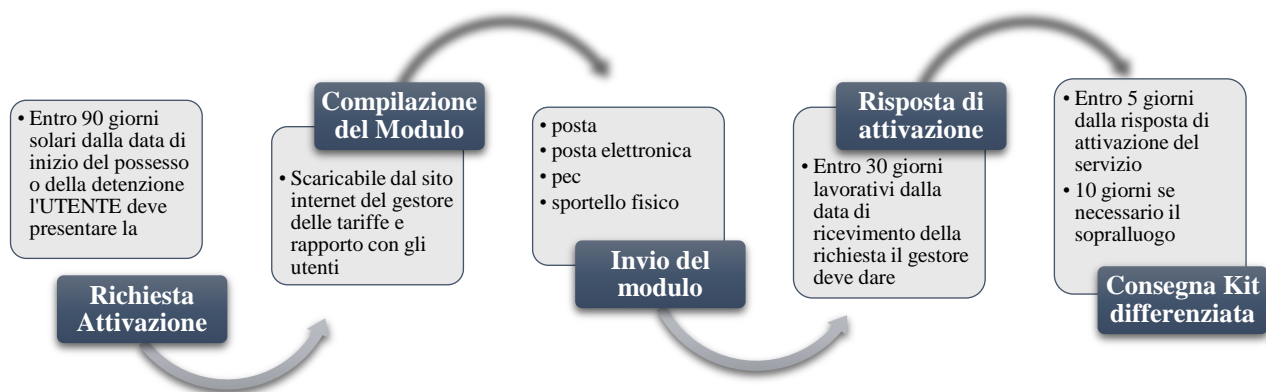 • Entro 90 giorni
solari dalla data di
inizio del possesso
o della detenzione
l'UTENTE deve
presentare la
Richiesta
Attivazione
Compilazione
del Modulo
• Scaricabile dal sito
internet del gestore
delle tariffe e
rapporto con gli
utenti
• posta
• posta elettronica
• pec
• sportello fisico
Invio del
modulo
Risposta di
attivazione
• Entro 30 giorni
lavorativi dalla
data di
ricevimento della
richiesta il gestore
deve dare
• Entro 5 giorni
dalla risposta di
attivazione del
servizio
• 10 giorni se
necessario il
sopralluogo
Consegna Kit
differenziata